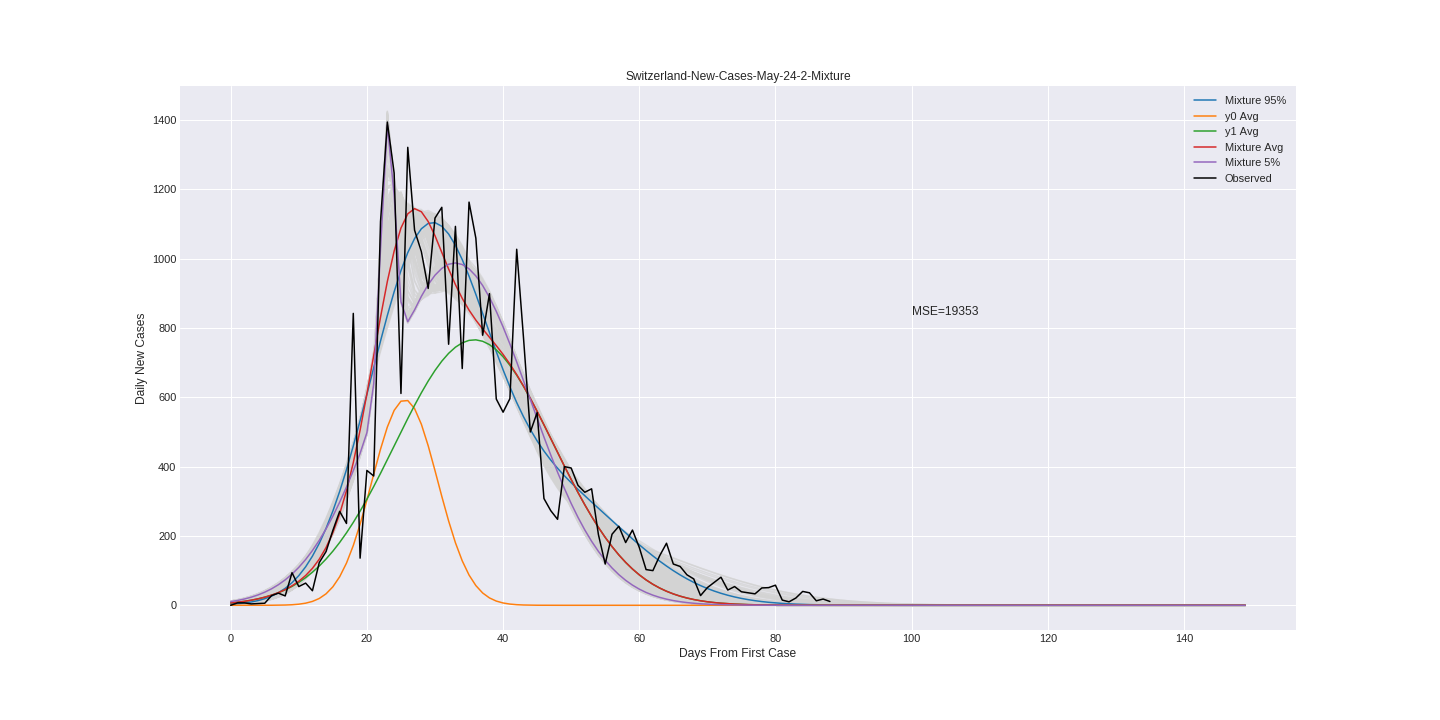 Switzerland-New-Cases-May-24-2-Mixture
Mixture 95%
y0 Avg
y1 Avg
Mixture Avg
Mixture 5%
Observed
MSE=19353
Daily New Cases
1400
1200
1000
800
600
400
200
0
0 20 40 60 80 100 120 140
Days From First Case